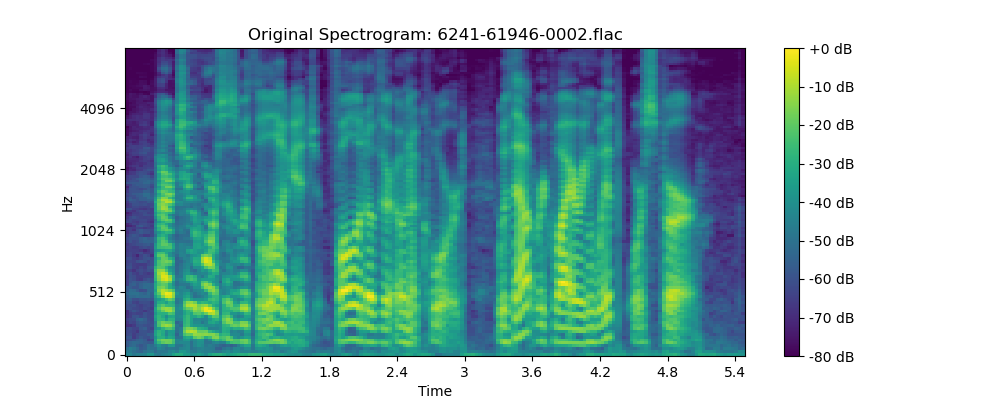 Original Spectrogram: 6241-61946-0002.flac
+0 dB
4096
-10 dB
-20 dB
2048
-30 dB
Hz
1024
-40 dB
-50 dB
512
-60 dB
-70 dB
0
-80 dB
0 0.6 1.2 1.8 2.4 3 3.6 4.2 4.8 5.4
Time